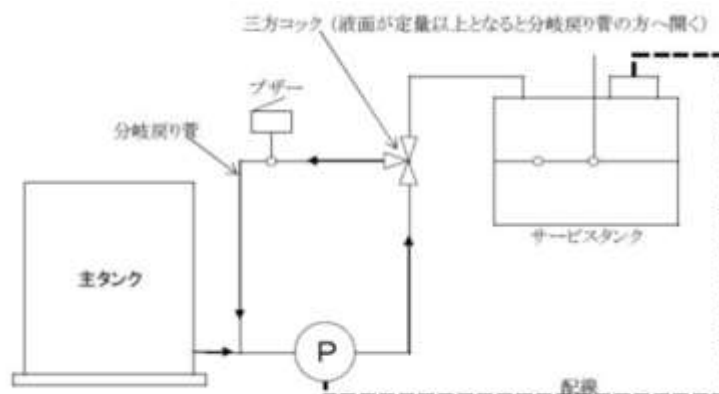 三方コック（液面が定量以上となると分岐戻り管の方へ開く）
ブザー
分岐戻り管
サービスタンク
主タンク
P
配線